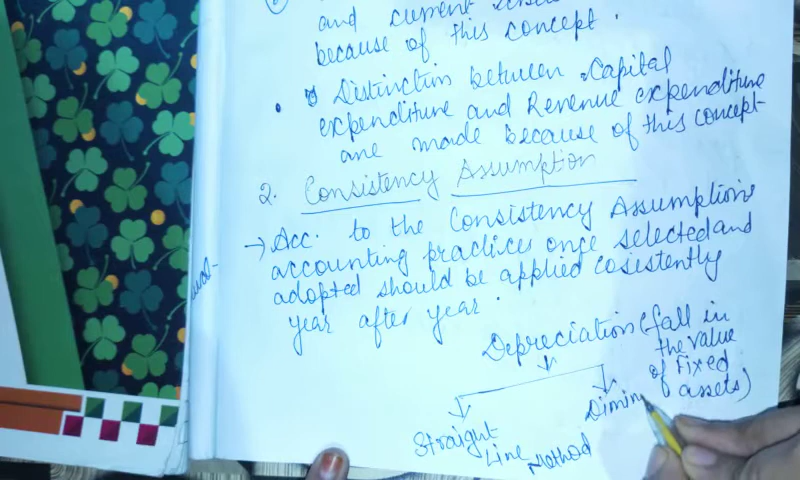 and current
because of this concept.
• Distinction between Capital
expenditure and Revenue expenditure
are made because of this concept
2. Consistency Assumption
→ Acc. to the Consistency Assumptions
accounting practices once selected and
adopted should be applied cosistently
year after year.
Depreciation (fall in
the value
of Fixed
assets)
Straight
Line Method
Dimin